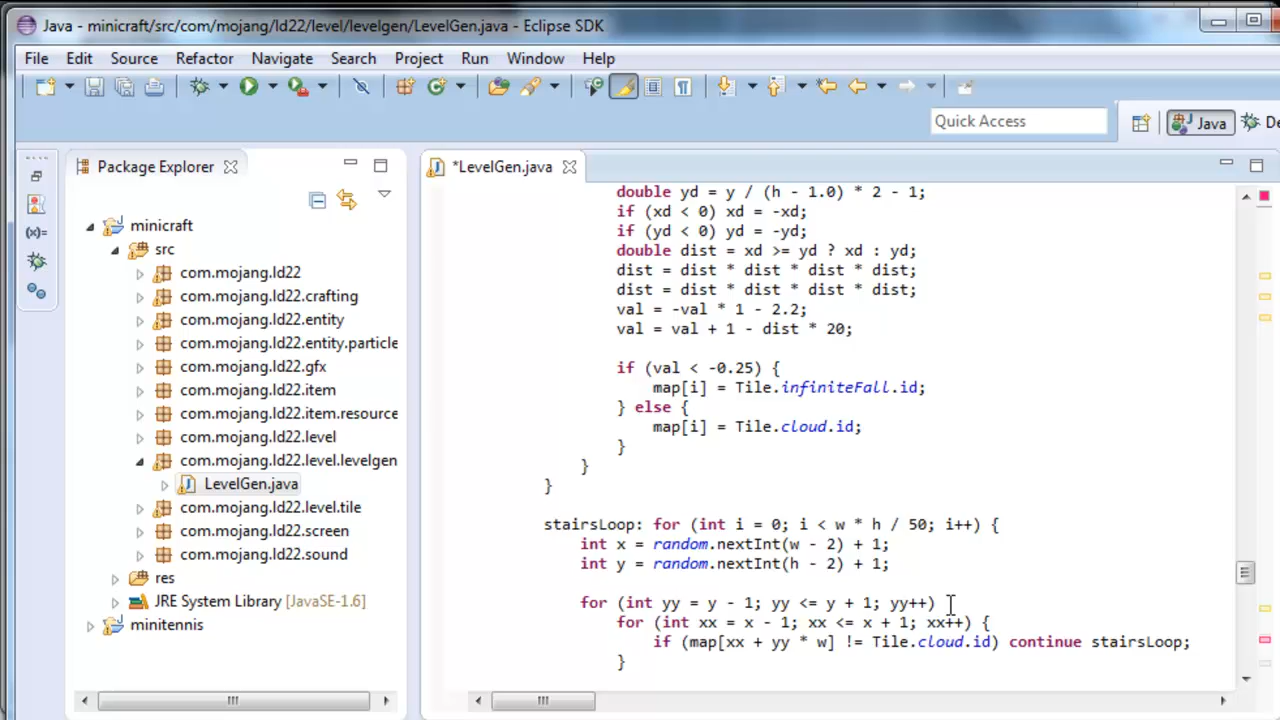 Java - minicraft/src/com/mojang/ld22/level/levelgen/LevelGen.java - Eclipse SDK
File Edit Source Refactor Navigate Search Project Run Window Help
Quick Access
Java
De
Package Explorer
*LevelGen.java
minicraft
src
com.mojang.ld22
com.mojang.ld22.crafting
com.mojang.ld22.entity
com.mojang.ld22.entity.particle
com.mojang.ld22.gfx
com.mojang.ld22.item
com.mojang.ld22.item.resource
com.mojang.ld22.level
com.mojang.ld22.level.levelgen
LevelGen.java
com.mojang.ld22.level.tile
com.mojang.ld22.screen
com.mojang.ld22.sound
res
JRE System Library [JavaSE-1.6]
minitennis
double yd = y / (h - 1.0) * 2 - 1;
if (xd < 0) xd = -xd;
if (yd < 0) yd = -yd;
double dist = xd >= yd ? xd : yd;
dist = dist * dist * dist * dist;
dist = dist * dist * dist * dist;
val = -val * 1 - 2.2;
val = val + 1 - dist * 20;
if (val < -0.25) {
map[i] = Tile.infiniteFall.id;
} else {
map[i] = Tile.cloud.id;
}
}
}
stairsLoop: for (int i = 0; i < w * h / 50; i++) {
int x = random.nextInt(w - 2) + 1;
int y = random.nextInt(h - 2) + 1;
for (int yy = y - 1; yy <= y + 1; yy++)
for (int xx = x - 1; xx <= x + 1; xx++) {
if (map[xx + yy * w] != Tile.cloud.id) continue stairsLoop;
}